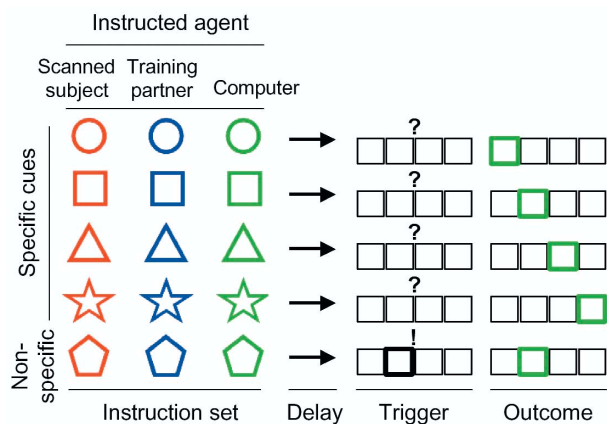 Instructed agent
Scanned subject
Training partner
Computer
Specific cues
Non-specific
?
?
?
?
!
Instruction set
Delay
Trigger
Outcome